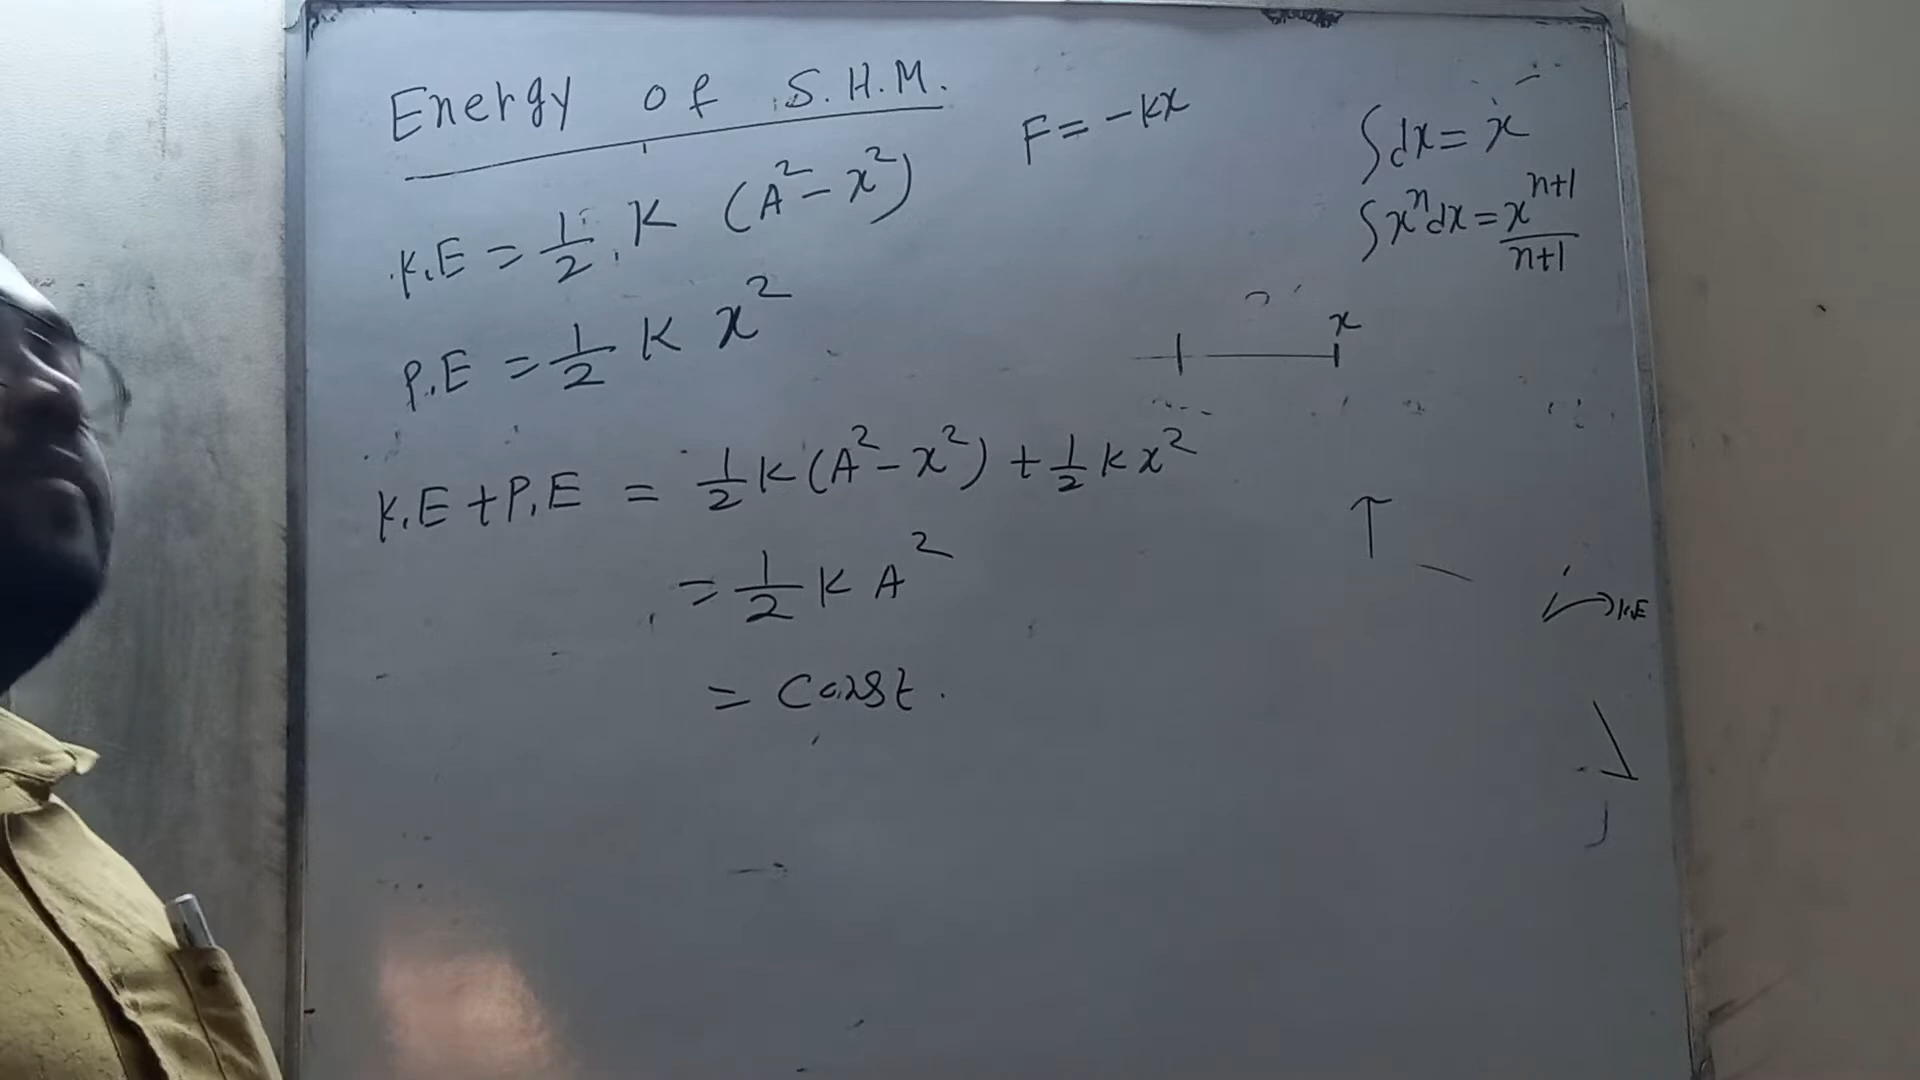 Energy of S.H.M.
K.E = 1/2 K (A² - x²)
P.E = 1/2 K x²
K.E + P.E = 1/2 K (A² - x²) + 1/2 K x²
= 1/2 K A²
= Const.
F = -Kx
∫dx = x
∫xⁿdx = xⁿ⁺¹/n+1
x
K.E